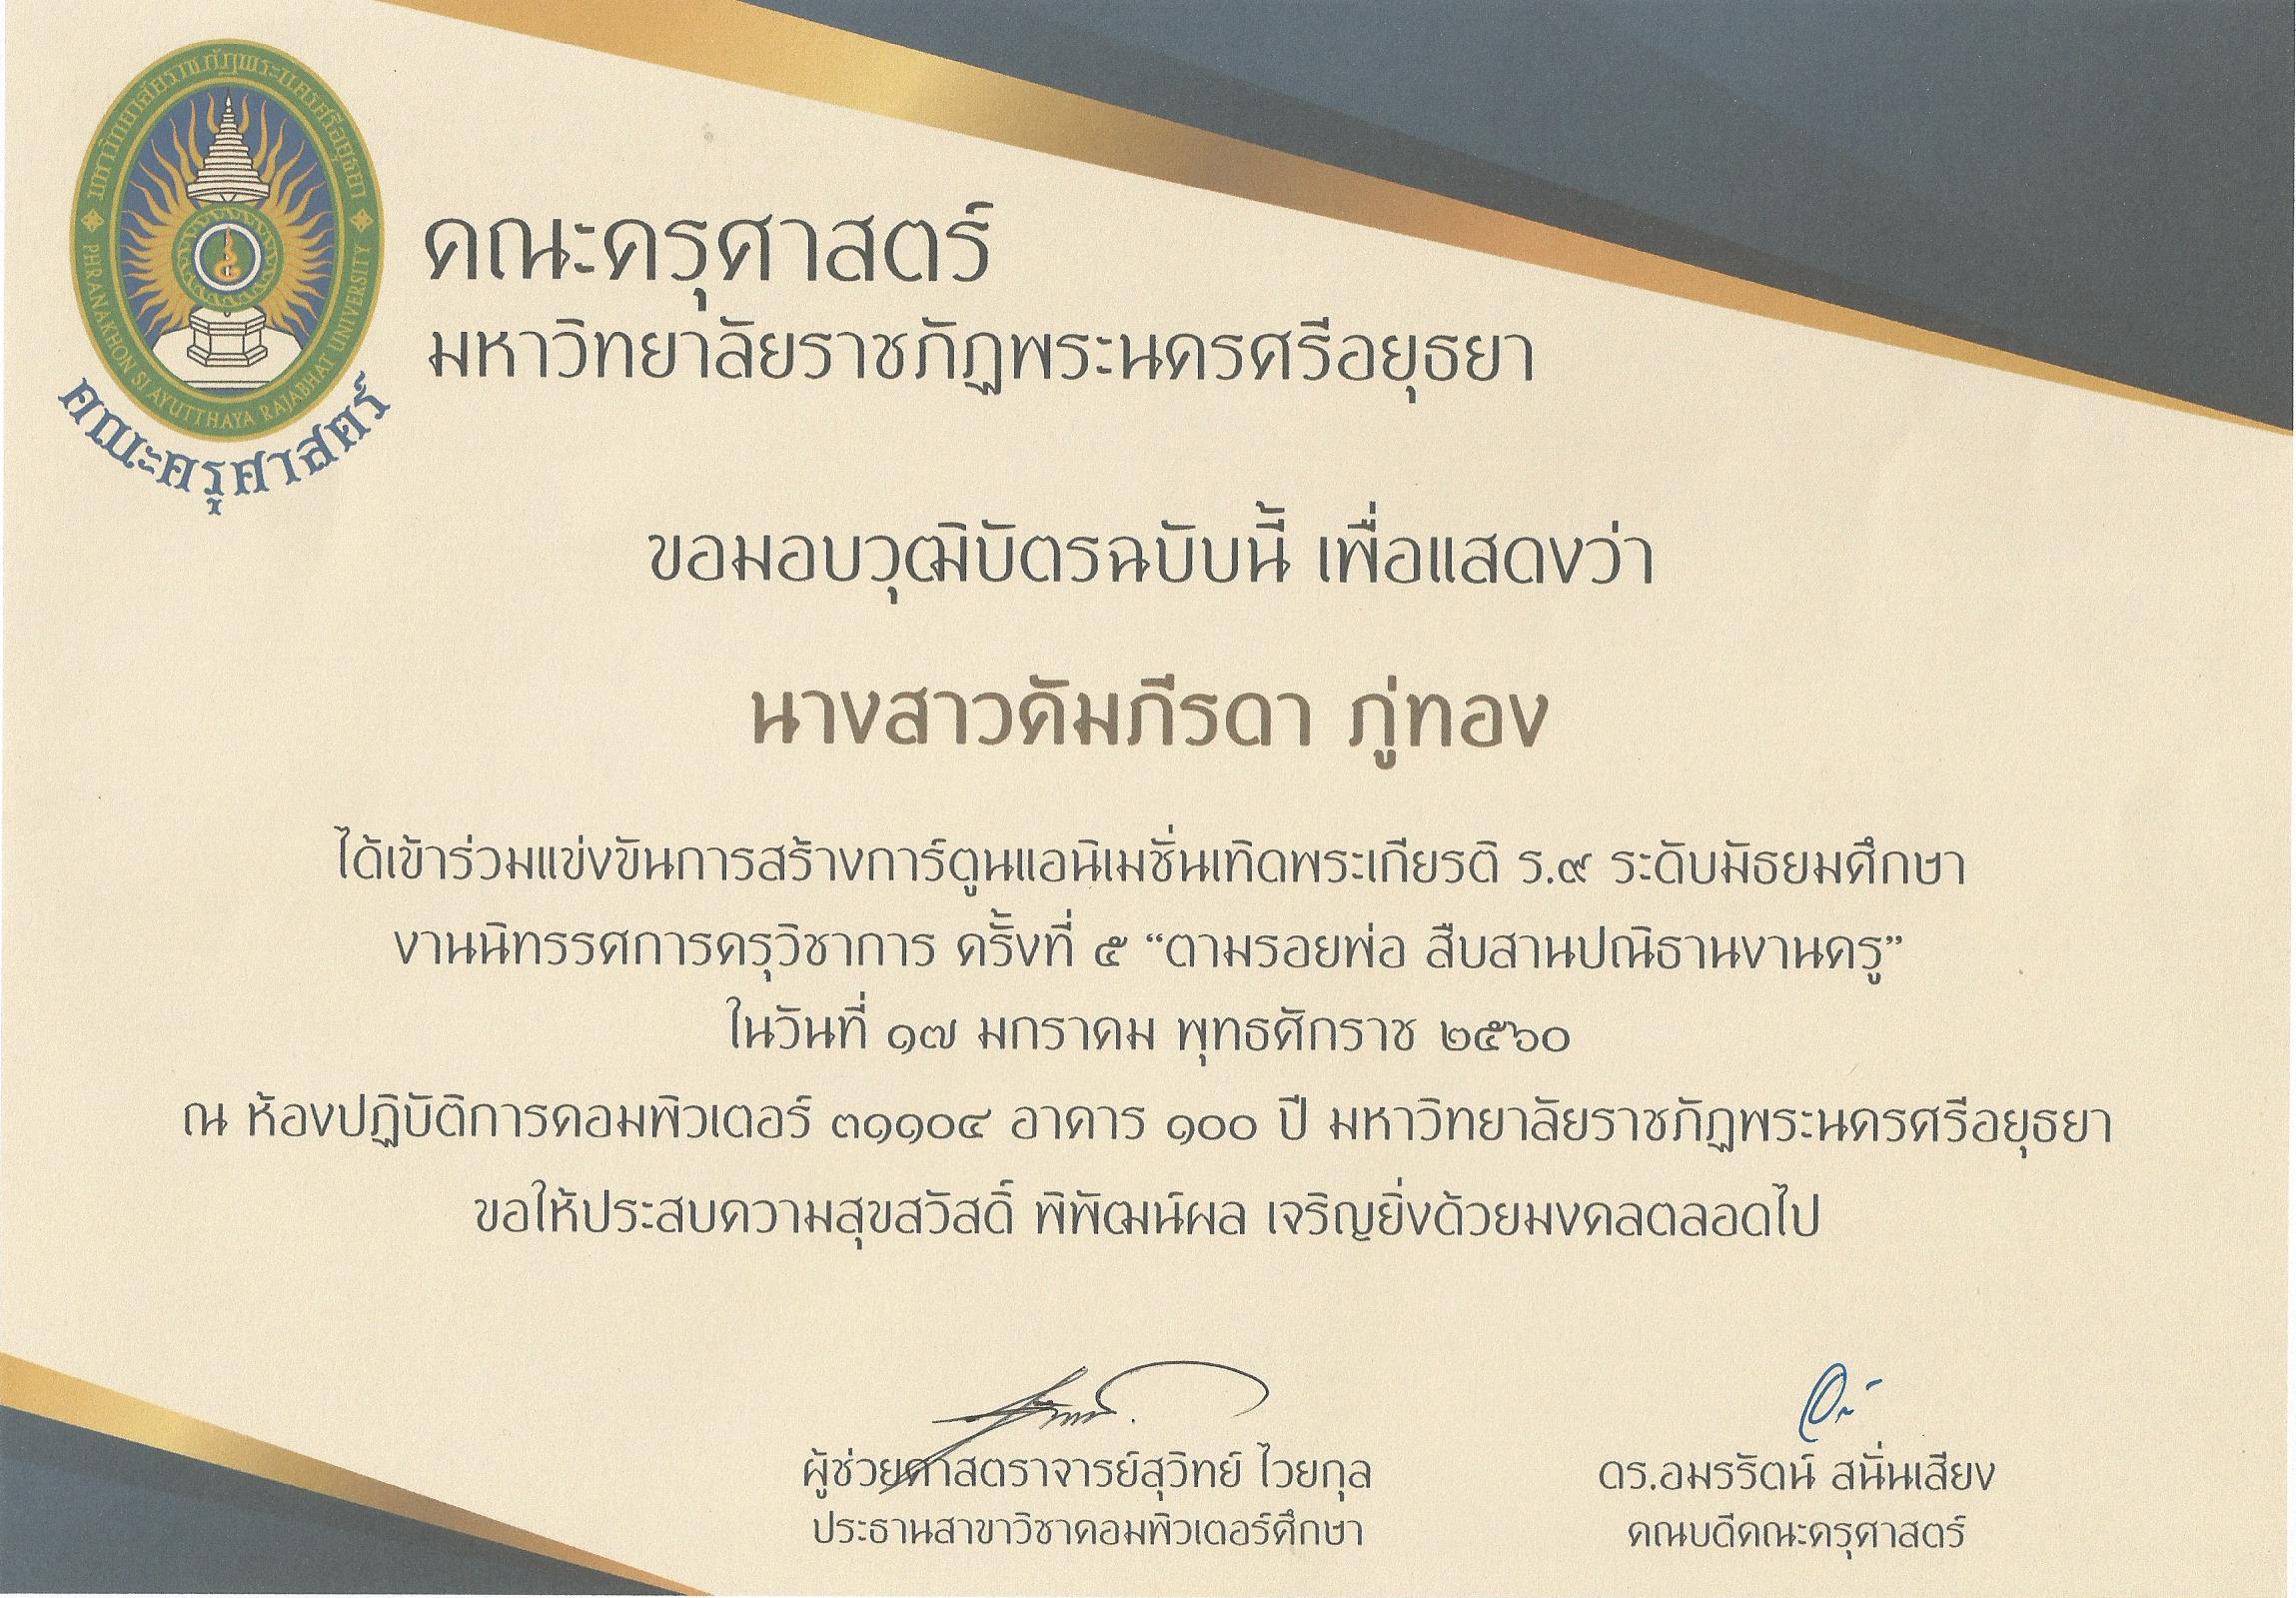 มหาวิทยาลัยราชภัฏพระนครศรีอยุธยา
PHRANAKHON SI AYUTTHAYA RAJABHAT UNIVERSITY
คณะครุศาสตร์
คณะครุศาสตร์
มหาวิทยาลัยราชภัฏพระนครศรีอยุธยา
ขอมอบวุฒิบัตรฉบับนี้ เพื่อแสดงว่า
นางสาวคัมภีรดา ภู่ทอง
ได้เข้าร่วมแข่งขันการสร้างการ์ตูนแอนิเมชั่นเทิดพระเกียรติ ร.๙ ระดับมัธยมศึกษา
งานนิทรรศการครุวิชาการ ครั้งที่ ๕ “ตามรอยพ่อ สืบสานปณิธานงานครู”
ในวันที่ ๑๗ มกราคม พุทธศักราช ๒๕๖๐
ณ ห้องปฏิบัติการคอมพิวเตอร์ ๓๑๑๐๔ อาคาร ๑๐๐ ปี มหาวิทยาลัยราชภัฏพระนครศรีอยุธยา
ขอให้ประสบความสุขสวัสดิ์ พิพัฒน์ผล เจริญยิ่งด้วยมงคลตลอดไป
ผู้ช่วยศาสตราจารย์สุวิทย์ ไวยกุล
ประธานสาขาวิชาคอมพิวเตอร์ศึกษา
ดร.อมรรัตน์ สนั่นเสียง
คณบดีคณะครุศาสตร์